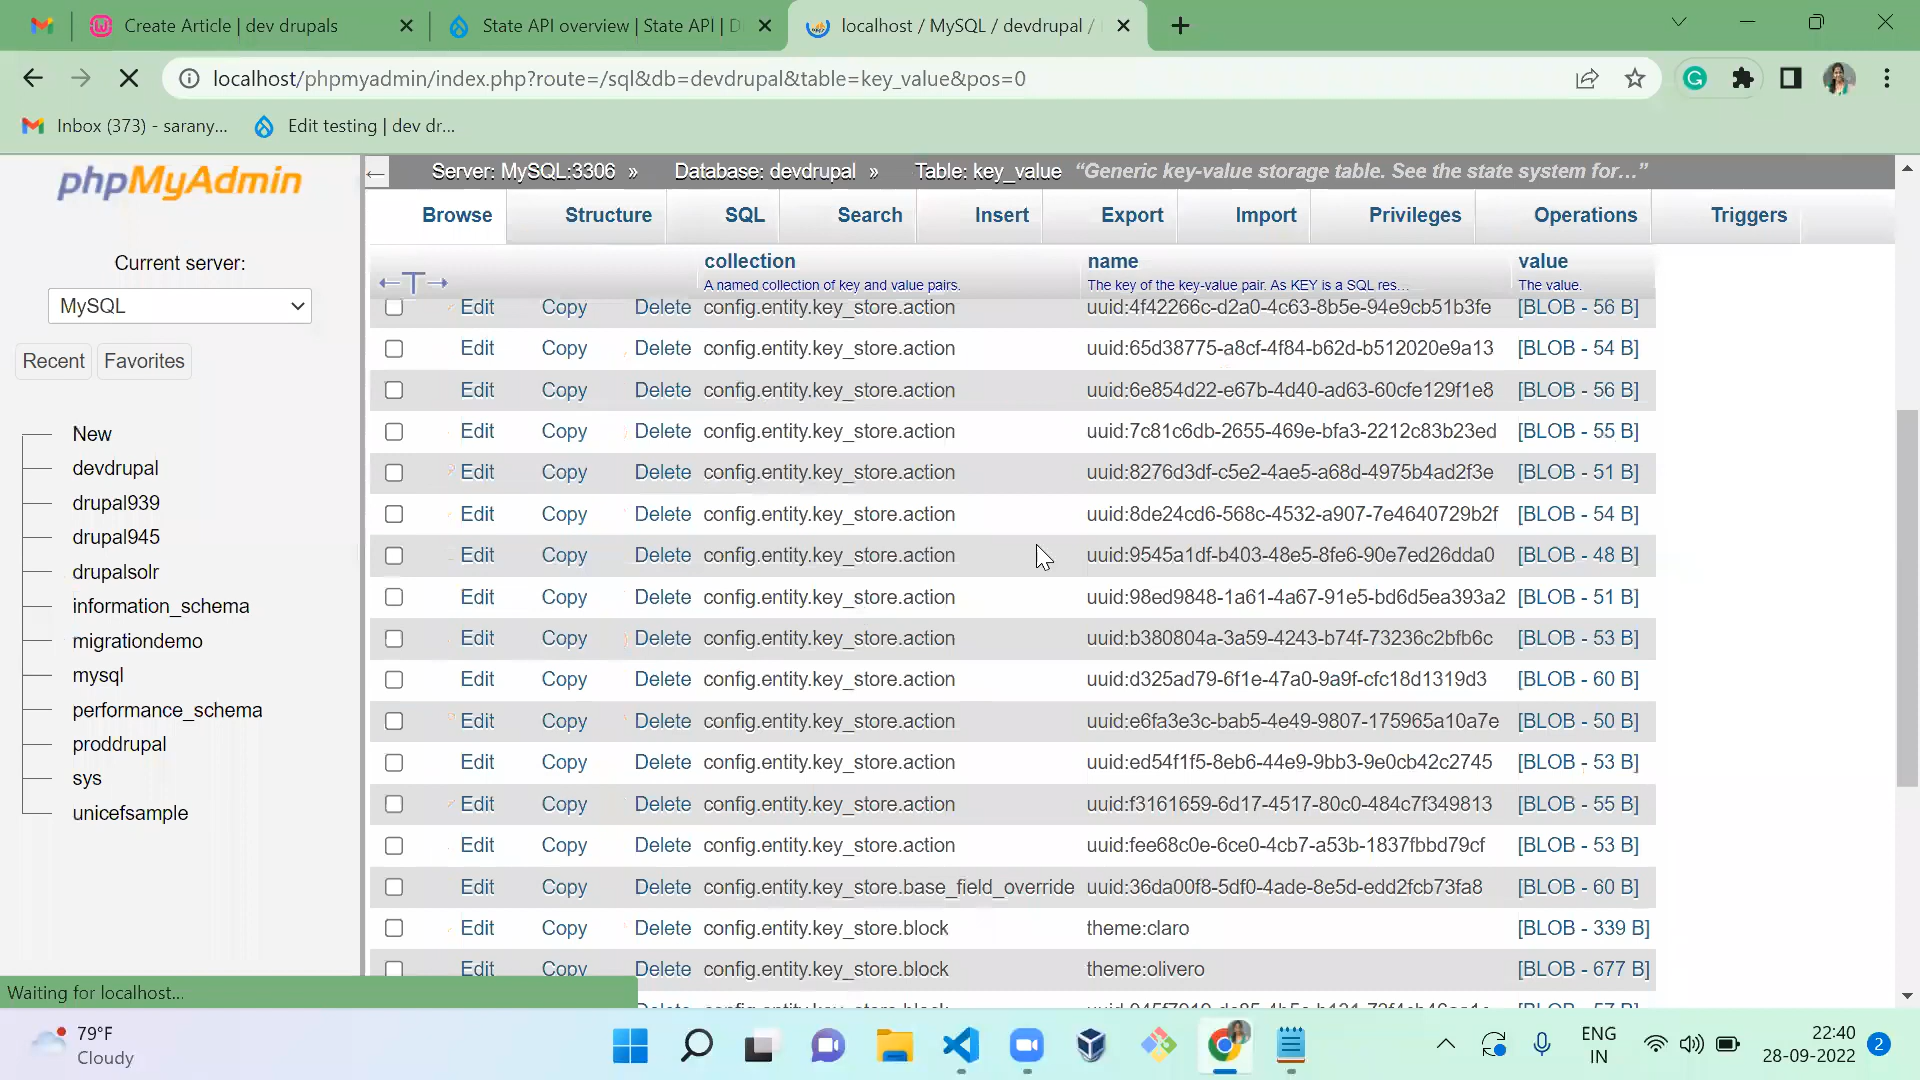 Create Article | dev drupals
State API overview | State API | D
localhost / MySQL / devdrupal /
localhost/phpmyadmin/index.php?route=/sql&db=devdrupal&table=key_value&pos=0
Inbox (373) - sarany...
Edit testing | dev dr...
phpMyAdmin
Current server:
MySQL
Recent Favorites
New
devdrupal
drupal939
drupal945
drupalsolr
information_schema
migrationdemo
mysql
performance_schema
proddrupal
sys
unicefsample
Server: MySQL:3306 » Database: devdrupal » Table: key_value “Generic key-value storage table. See the state system for...”
Browse Structure SQL Search Insert Export Import Privileges Operations Triggers
collection name value
A named collection of key and value pairs. The key of the key-value pair. As KEY is a SQL res... The value.
Edit Copy Delete config.entity.key_store.action uuid:4f42266c-d2a0-4c63-8b5e-94e9cb51b3fe [BLOB - 56 B]
Edit Copy Delete config.entity.key_store.action uuid:65d38775-a8cf-4f84-b62d-b512020e9a13 [BLOB - 54 B]
Edit Copy Delete config.entity.key_store.action uuid:6e854d22-e67b-4d40-ad63-60cfe129f1e8 [BLOB - 56 B]
Edit Copy Delete config.entity.key_store.action uuid:7c81c6db-2655-469e-bfa3-2212c83b23ed [BLOB - 55 B]
Edit Copy Delete config.entity.key_store.action uuid:8276d3df-c5e2-4ae5-a68d-4975b4ad2f3e [BLOB - 51 B]
Edit Copy Delete config.entity.key_store.action uuid:8de24cd6-568c-4532-a907-7e4640729b2f [BLOB - 54 B]
Edit Copy Delete config.entity.key_store.action uuid:9545a1df-b403-48e5-8fe6-90e7ed26dda0 [BLOB - 48 B]
Edit Copy Delete config.entity.key_store.action uuid:98ed9848-1a61-4a67-91e5-bd6d5ea393a2 [BLOB - 51 B]
Edit Copy Delete config.entity.key_store.action uuid:b380804a-3a59-4243-b74f-73236c2bfb6c [BLOB - 53 B]
Edit Copy Delete config.entity.key_store.action uuid:d325ad79-6f1e-47a0-9a9f-cfc18d1319d3 [BLOB - 60 B]
Edit Copy Delete config.entity.key_store.action uuid:e6fa3e3c-bab5-4e49-9807-175965a10a7e [BLOB - 50 B]
Edit Copy Delete config.entity.key_store.action uuid:ed54f1f5-8eb6-44e9-9bb3-9e0cb42c2745 [BLOB - 53 B]
Edit Copy Delete config.entity.key_store.action uuid:f3161659-6d17-4517-80c0-484c7f349813 [BLOB - 55 B]
Edit Copy Delete config.entity.key_store.action uuid:fee68c0e-6ce0-4cb7-a53b-1837fbbd79cf [BLOB - 53 B]
Edit Copy Delete config.entity.key_store.base_field_override uuid:36da00f8-5df0-4ade-8e5d-edd2fcb73fa8 [BLOB - 60 B]
Edit Copy Delete config.entity.key_store.block theme:claro [BLOB - 339 B]
Edit Copy Delete config.entity.key_store.block theme:olivero [BLOB - 677 B]
Waiting for localhost...
79°F
Cloudy
ENG
IN
22:40
28-09-2022
2